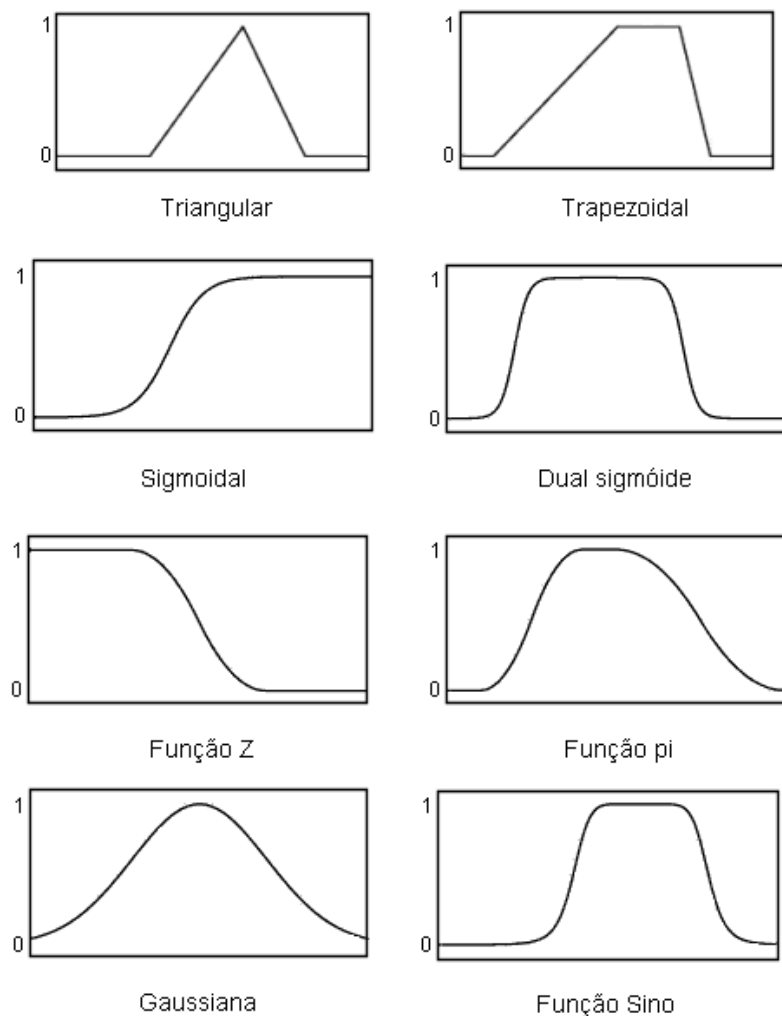 1
0
Triangular
1
0
Trapezoidal
1
0
Sigmoidal
1
0
Dual sigmóide
1
0
Função Z
1
0
Função pi
1
0
Gaussiana
1
0
Função Sino